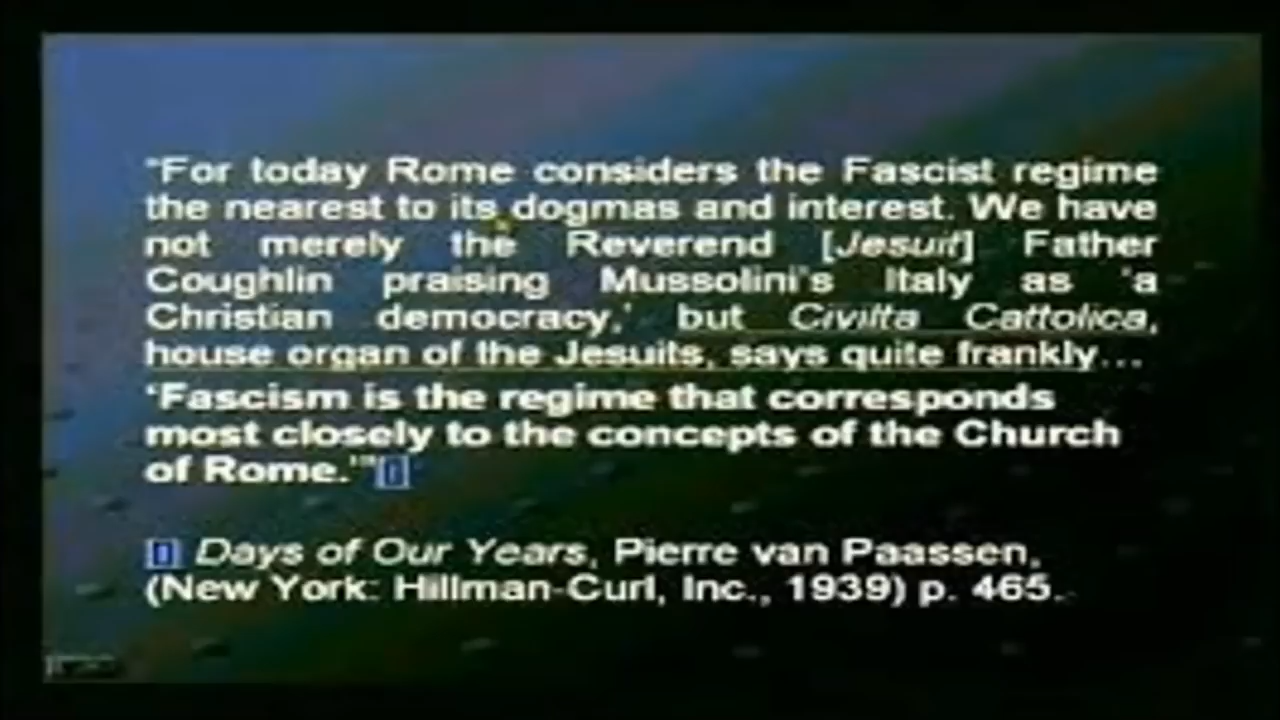 “For today Rome considers the Fascist regime
the nearest to its dogmas and interest. We have
not merely the Reverend [Jesuit] Father
Coughlin praising Mussolini's Italy as 'a
Christian democracy,' but Civilta Cattolica,
house organ of the Jesuits, says quite frankly…
‘Fascism is the regime that corresponds
most closely to the concepts of the Church
of Rome.'”[i]
[i] Days of Our Years, Pierre van Paassen,
(New York: Hillman-Curl, Inc., 1939) p. 465.